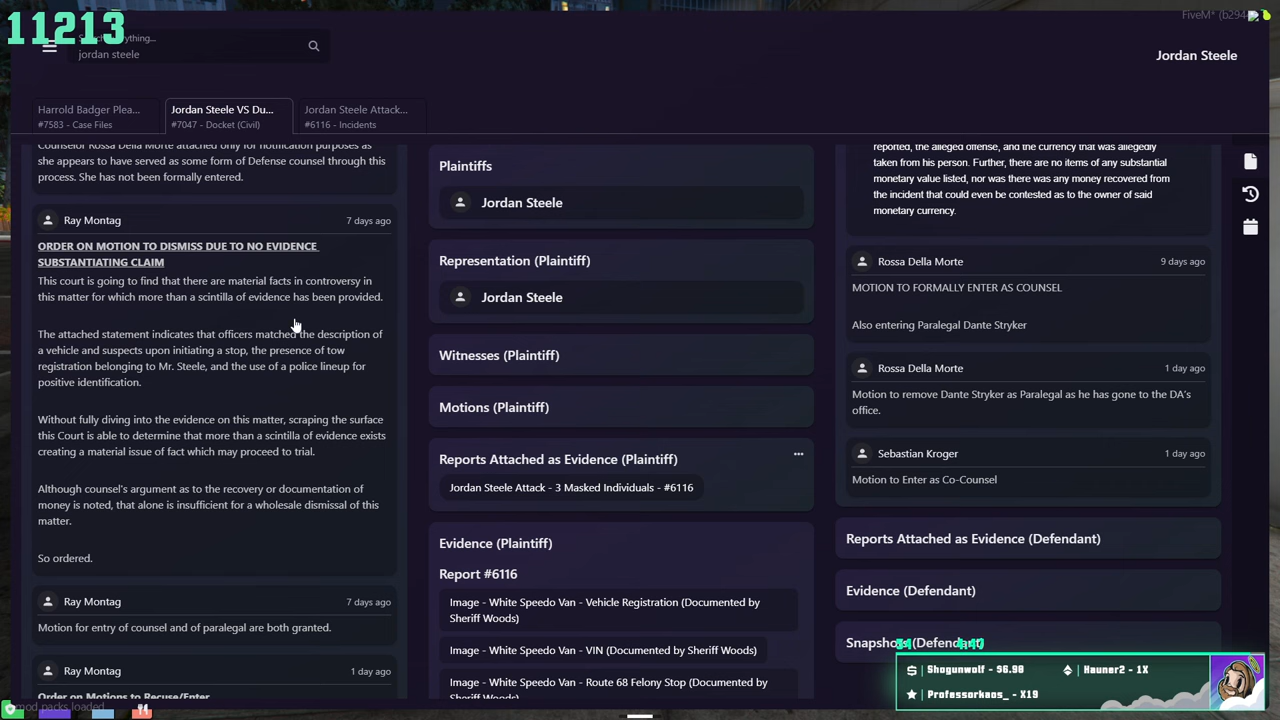 11213
FiveM* (b294
jordan steele
Jordan Steele
Harrold Badger Plea...
#7583 - Case Files
Jordan Steele VS Du...
#7047 - Docket (Civil)
Jordan Steele Attack...
#6116 - Incidents
Counselor Rossa Della Morte attached only for notification purposes as
she appears to have served as some form of Defense counsel through this
process. She has not been formally entered.
Ray Montag
7 days ago
ORDER ON MOTION TO DISMISS DUE TO NO EVIDENCE
SUBSTANTIATING CLAIM
This court is going to find that there are material facts in controversy in
this matter for which more than a scintilla of evidence has been provided.
The attached statement indicates that officers matched the description of
a vehicle and suspects upon initiating a stop, the presence of tow
registration belonging to Mr. Steele, and the use of a police lineup for
positive identification.
Without fully diving into the evidence on this matter, scraping the surface
this Court is able to determine that more than a scintilla of evidence exists
creating a material issue of fact which may proceed to trial.
Although counsel's argument as to the recovery or documentation of
money is noted, that alone is insufficient for a wholesale dismissal of this
matter.
So ordered.
Ray Montag
7 days ago
Motion for entry of counsel and of paralegal are both granted.
Ray Montag
1 day ago
Order on Motions to Recuse/Enter
mod packs loaded
Plaintiffs
Jordan Steele
Representation (Plaintiff)
Jordan Steele
Witnesses (Plaintiff)
Motions (Plaintiff)
Reports Attached as Evidence (Plaintiff)
Jordan Steele Attack - 3 Masked Individuals - #6116
Evidence (Plaintiff)
Report #6116
Image - White Speedo Van - Vehicle Registration (Documented by
Sheriff Woods)
Image - White Speedo Van - VIN (Documented by Sheriff Woods)
Image - White Speedo Van - Route 68 Felony Stop (Documented by
Sheriff Woods)
reported, the alleged offense, and the currency that was allegedly
taken from his person. Further, there are no items of any substantial
monetary value listed, nor was there was any money recovered from
the incident that could even be contested as to the owner of said
monetary currency.
Rossa Della Morte
9 days ago
MOTION TO FORMALLY ENTER AS COUNSEL
Also entering Paralegal Dante Stryker
Rossa Della Morte
1 day ago
Motion to remove Dante Stryker as Paralegal as he has gone to the DA's
office.
Sebastian Kroger
1 day ago
Motion to Enter as Co-Counsel
Reports Attached as Evidence (Defendant)
Evidence (Defendant)
Snapshots (Defendant)
Shogunwolf - $6.90
Hauner2 - 1X
Professorkaos_ - X19